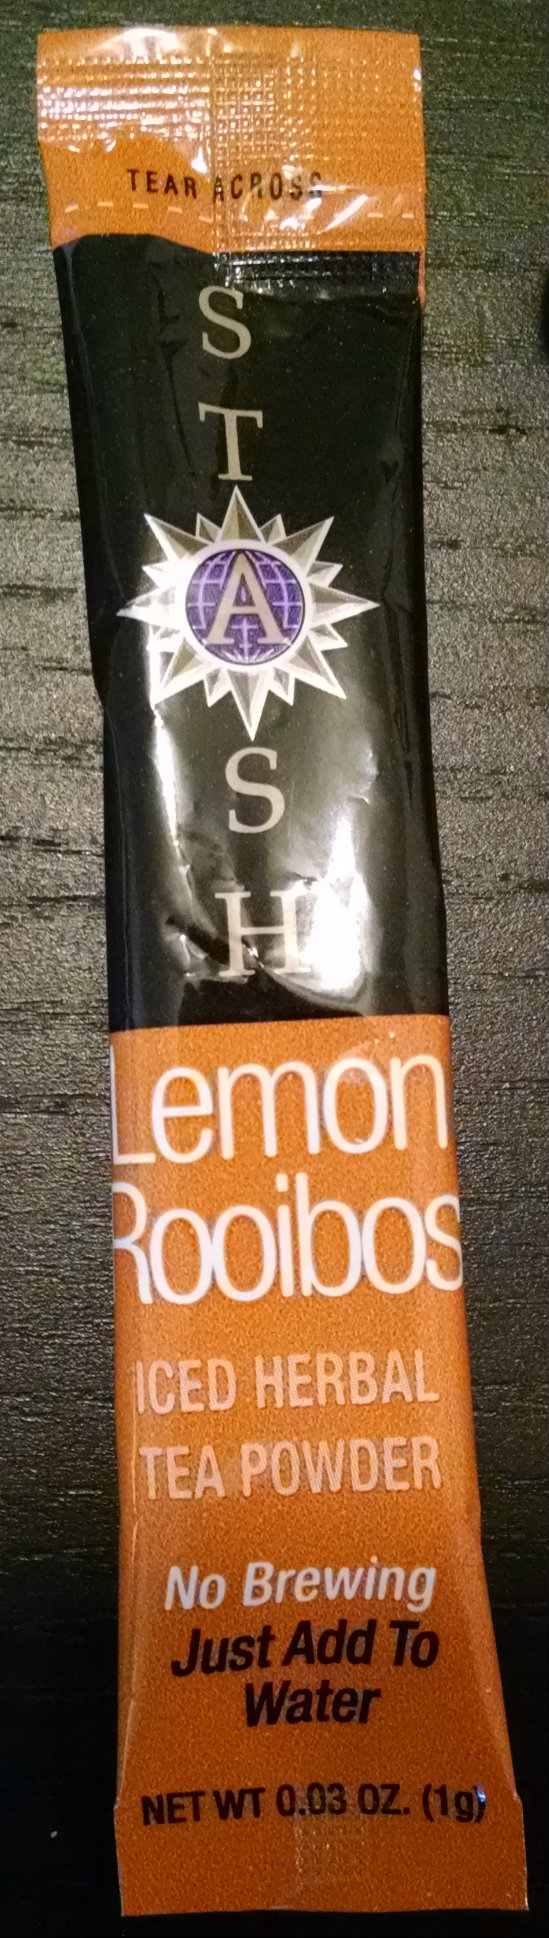 TEAR ACROSS
S
T
A
S
H
Lemon
Rooibos
ICED HERBAL
TEA POWDER
No Brewing
Just Add To
Water
NET WT 0.03 OZ. (1g)